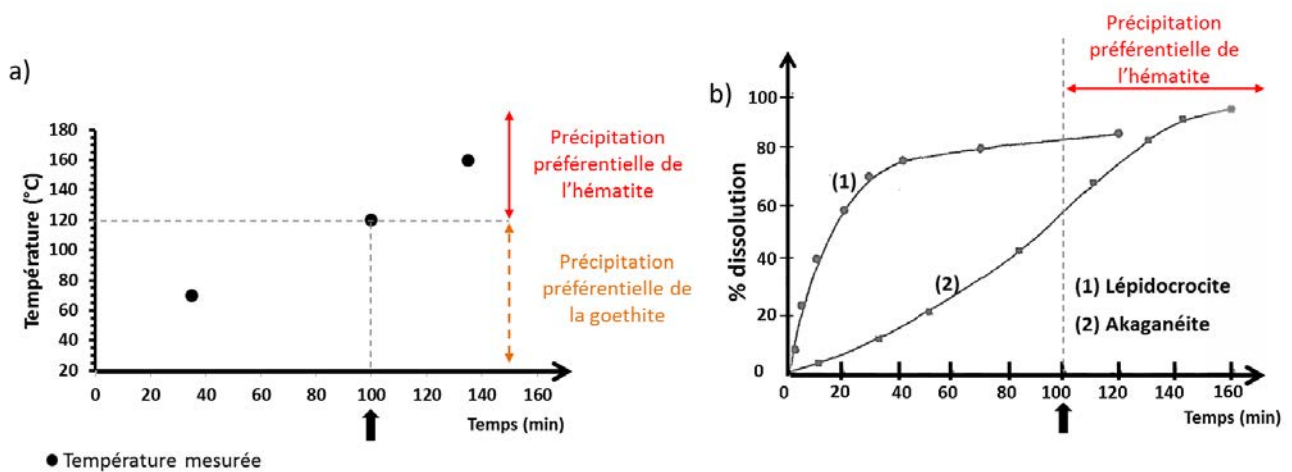 a)
Température (°C)
180
160
140
120
100
80
60
40
20
0 20 40 60 80 100 120 140 160
Temps (min)
Précipitation
préférentielle de
l'hématite
Précipitation
préférentielle de
la goethite
● Température mesurée
b)
Précipitation
préférentielle de
l'hématite
% dissolution
100
80
60
40
20
0
20 40 60 80 100 120 140 160
Temps (min)
(1)
(2)
(1) Lépidocrocite
(2) Akaganéite